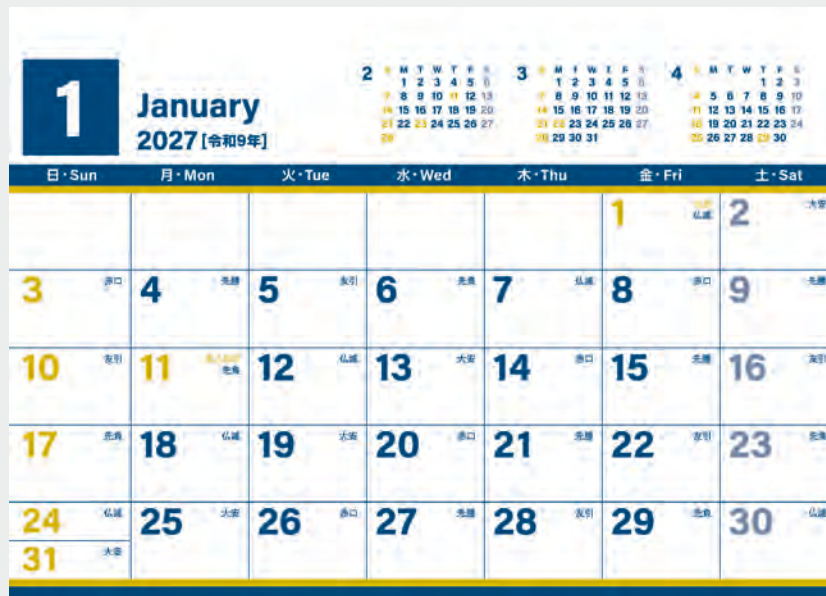 1
January
2027 [令和9年]
2
M T W T F
1 2 3 4 5 6
7 8 9 10 11 12 13
14 15 16 17 18 19 20
21 22 23 24 25 26 27
28
3
M T W T F
1 2 3 4 5 6
7 8 9 10 11 12 13
14 15 16 17 18 19 20
21 22 23 24 25 26 27
28 29 30 31
4
M T W T F
1 2 3
4 5 6 7 8 9 10
11 12 13 14 15 16 17
18 19 20 21 22 23 24
25 26 27 28 29 30
日・Sun 月・Mon 火・Tue 水・Wed 木・Thu 金・Fri 土・Sat
1 仏滅 2 大安
3 赤口 4 先勝 5 友引 6 先負 7 仏滅 8 赤口 9 先勝
10 友引 11 先負 12 仏滅 13 大安 14 赤口 15 先勝 16 友引
17 先負 18 仏滅 19 大安 20 赤口 21 先勝 22 友引 23 先負
24 仏滅 25 大安 26 赤口 27 先勝 28 友引 29 先負 30 仏滅
31 大安